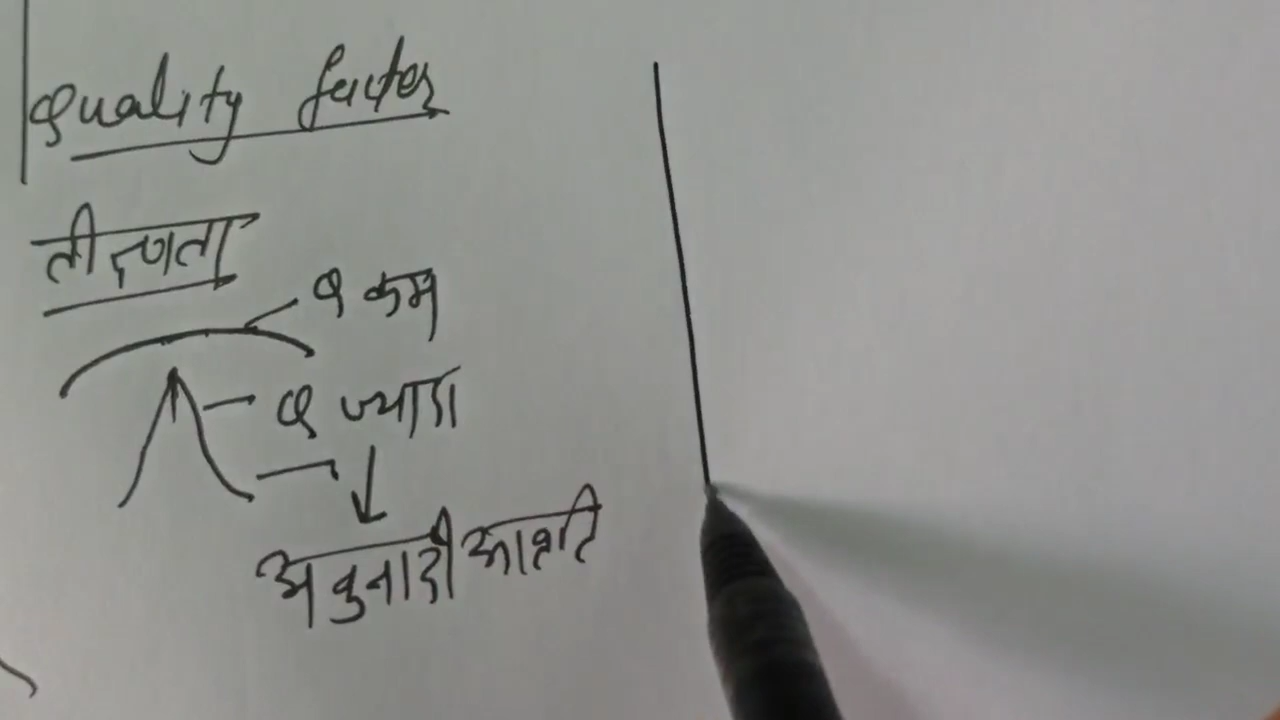 Quality factor
तीक्ष्णता
Q कम
Q ज्यादा
अनुनादी आवृत्ति